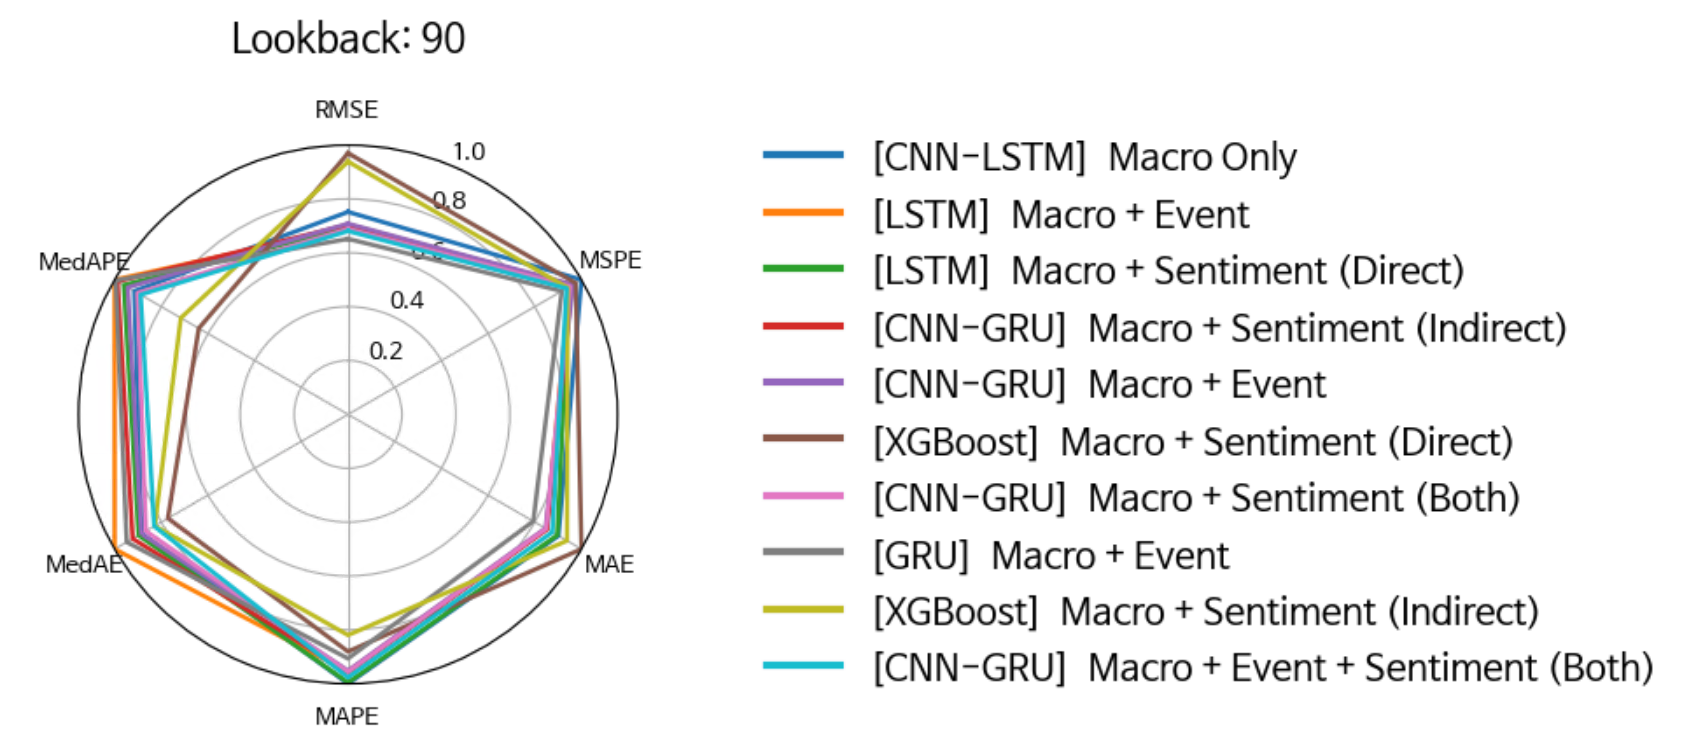 Lookback: 90
RMSE
1.0
0.8
0.6
0.4
0.2
MedAPE
MSPE
MedAE
MAE
MAPE
[CNN-LSTM] Macro Only
[LSTM] Macro + Event
[LSTM] Macro + Sentiment (Direct)
[CNN-GRU] Macro + Sentiment (Indirect)
[CNN-GRU] Macro + Event
[XGBoost] Macro + Sentiment (Direct)
[CNN-GRU] Macro + Sentiment (Both)
[GRU] Macro + Event
[XGBoost] Macro + Sentiment (Indirect)
[CNN-GRU] Macro + Event + Sentiment (Both)